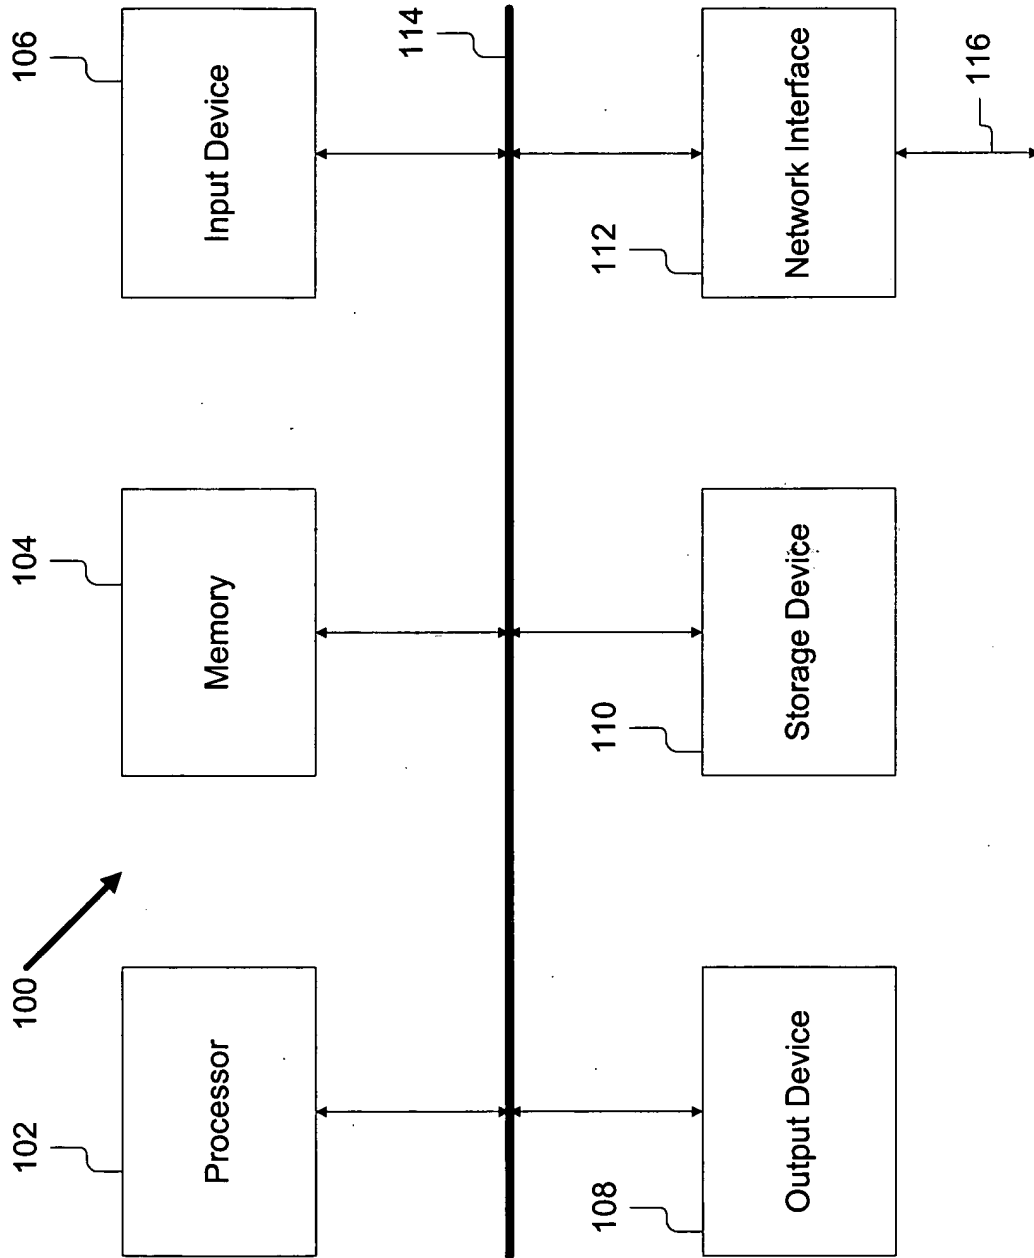 102
100
104
106
Processor
Memory
Input Device
114
108
110
112
Output Device
Storage Device
Network Interface
116